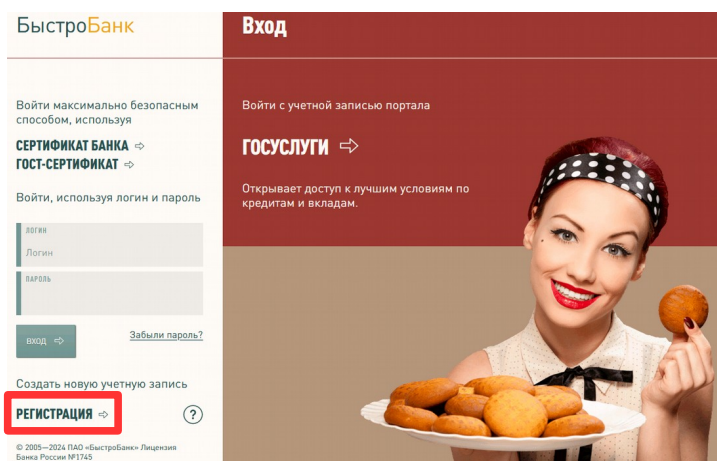 БыстроБанк
Войти максимально безопасным
способом, используя
СЕРТИФИКАТ БАНКА ⇨
ГОСТ-СЕРТИФИКАТ ⇨
Войти, используя логин и пароль
ЛОГИН
Логин
ПАРОЛЬ
ВХОД ⇨
Забыли пароль?
Создать новую учетную запись
РЕГИСТРАЦИЯ ⇨
?
© 2005—2024 ПАО «БыстроБанк» Лицензия
Банка России №1745
Вход
Войти с учетной записью портала
ГОСУСЛУГИ ⇨
Открывает доступ к лучшим условиям по
кредитам и вкладам.